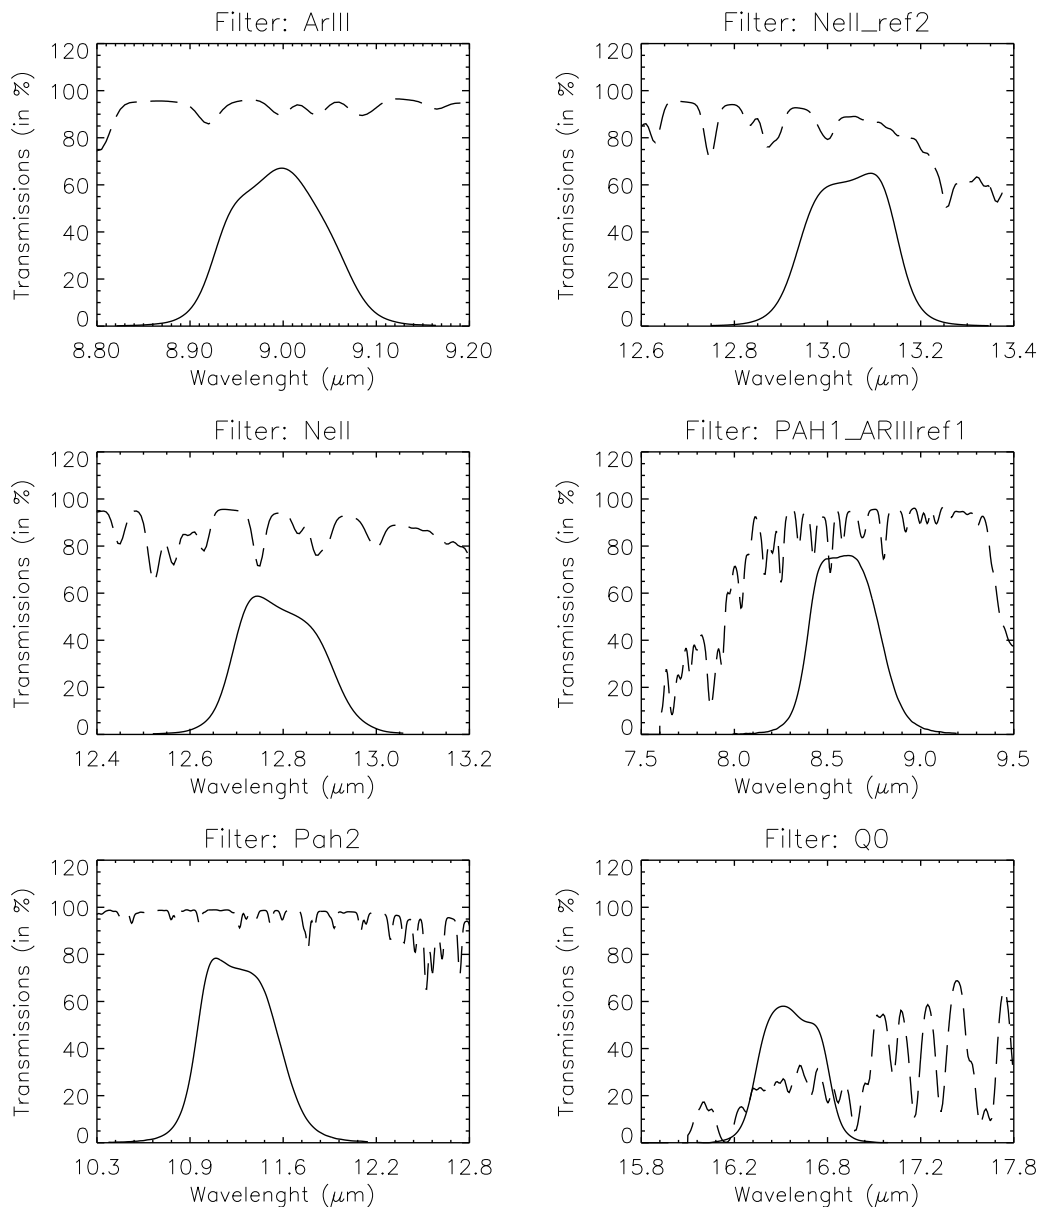 Filter: ArIII
120
100
80
60
40
20
0
Transmissions (in %)
8.80 8.90 9.00 9.10 9.20
Wavelenght (μm)
Filter: NeII_ref2
120
100
80
60
40
20
0
Transmissions (in %)
12.6 12.8 13.0 13.2 13.4
Wavelenght (μm)
Filter: NeII
120
100
80
60
40
20
0
Transmissions (in %)
12.4 12.6 12.8 13.0 13.2
Wavelenght (μm)
Filter: PAH1_ARIIIref1
120
100
80
60
40
20
0
Transmissions (in %)
7.5 8.0 8.5 9.0 9.5
Wavelenght (μm)
Filter: Pah2
120
100
80
60
40
20
0
Transmissions (in %)
10.3 10.9 11.6 12.2 12.8
Wavelenght (μm)
Filter: Q0
120
100
80
60
40
20
0
Transmissions (in %)
15.8 16.2 16.8 17.2 17.8
Wavelenght (μm)